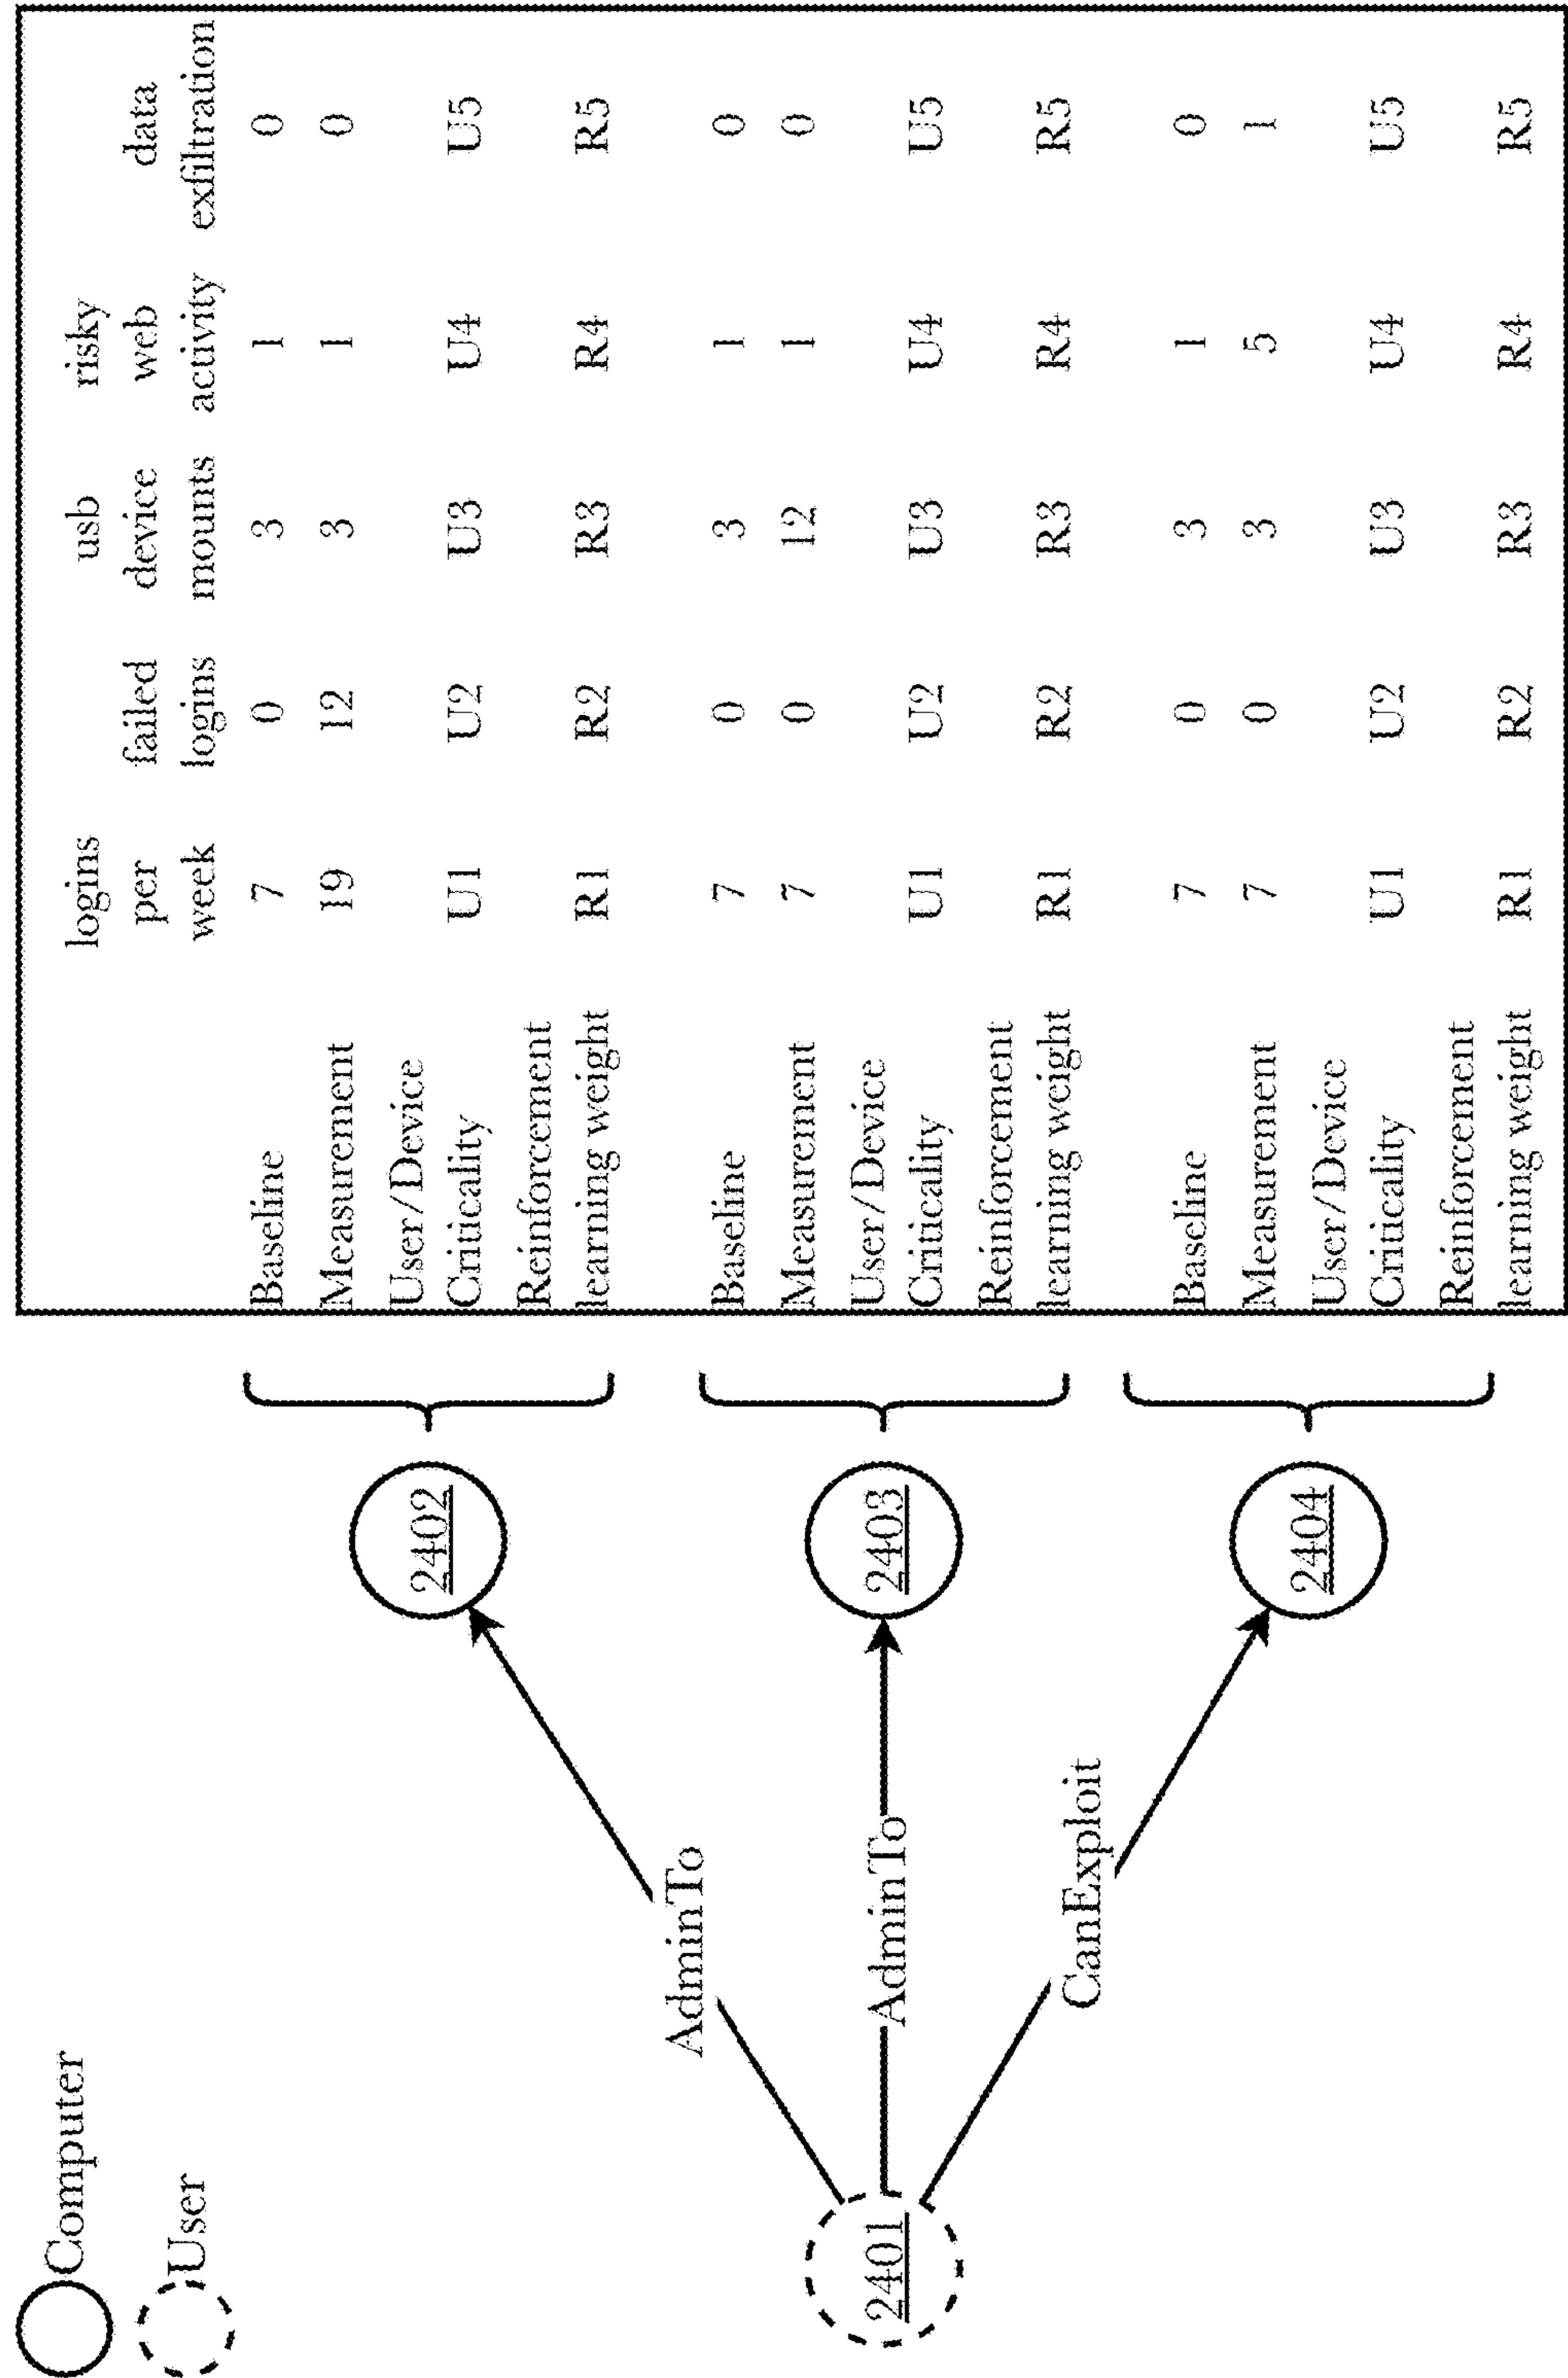 Computer
User
2401
AdminTo
AdminTo
CanExploit
2402
2403
2404
logins usb risky
per failed device web data
week logins mounts activity exfiltration
Baseline 7 0 3 1 0
Measurement 19 12 3 1 0
User/Device
Criticality U1 U2 U3 U4 U5
Reinforcement
learning weight R1 R2 R3 R4 R5
Baseline 7 0 3 1 0
Measurement 7 0 12 1 0
User/Device
Criticality U1 U2 U3 U4 U5
Reinforcement
learning weight R1 R2 R3 R4 R5
Baseline 7 0 3 1 0
Measurement 7 0 3 5 1
User/Device
Criticality U1 U2 U3 U4 U5
Reinforcement
learning weight R1 R2 R3 R4 R5